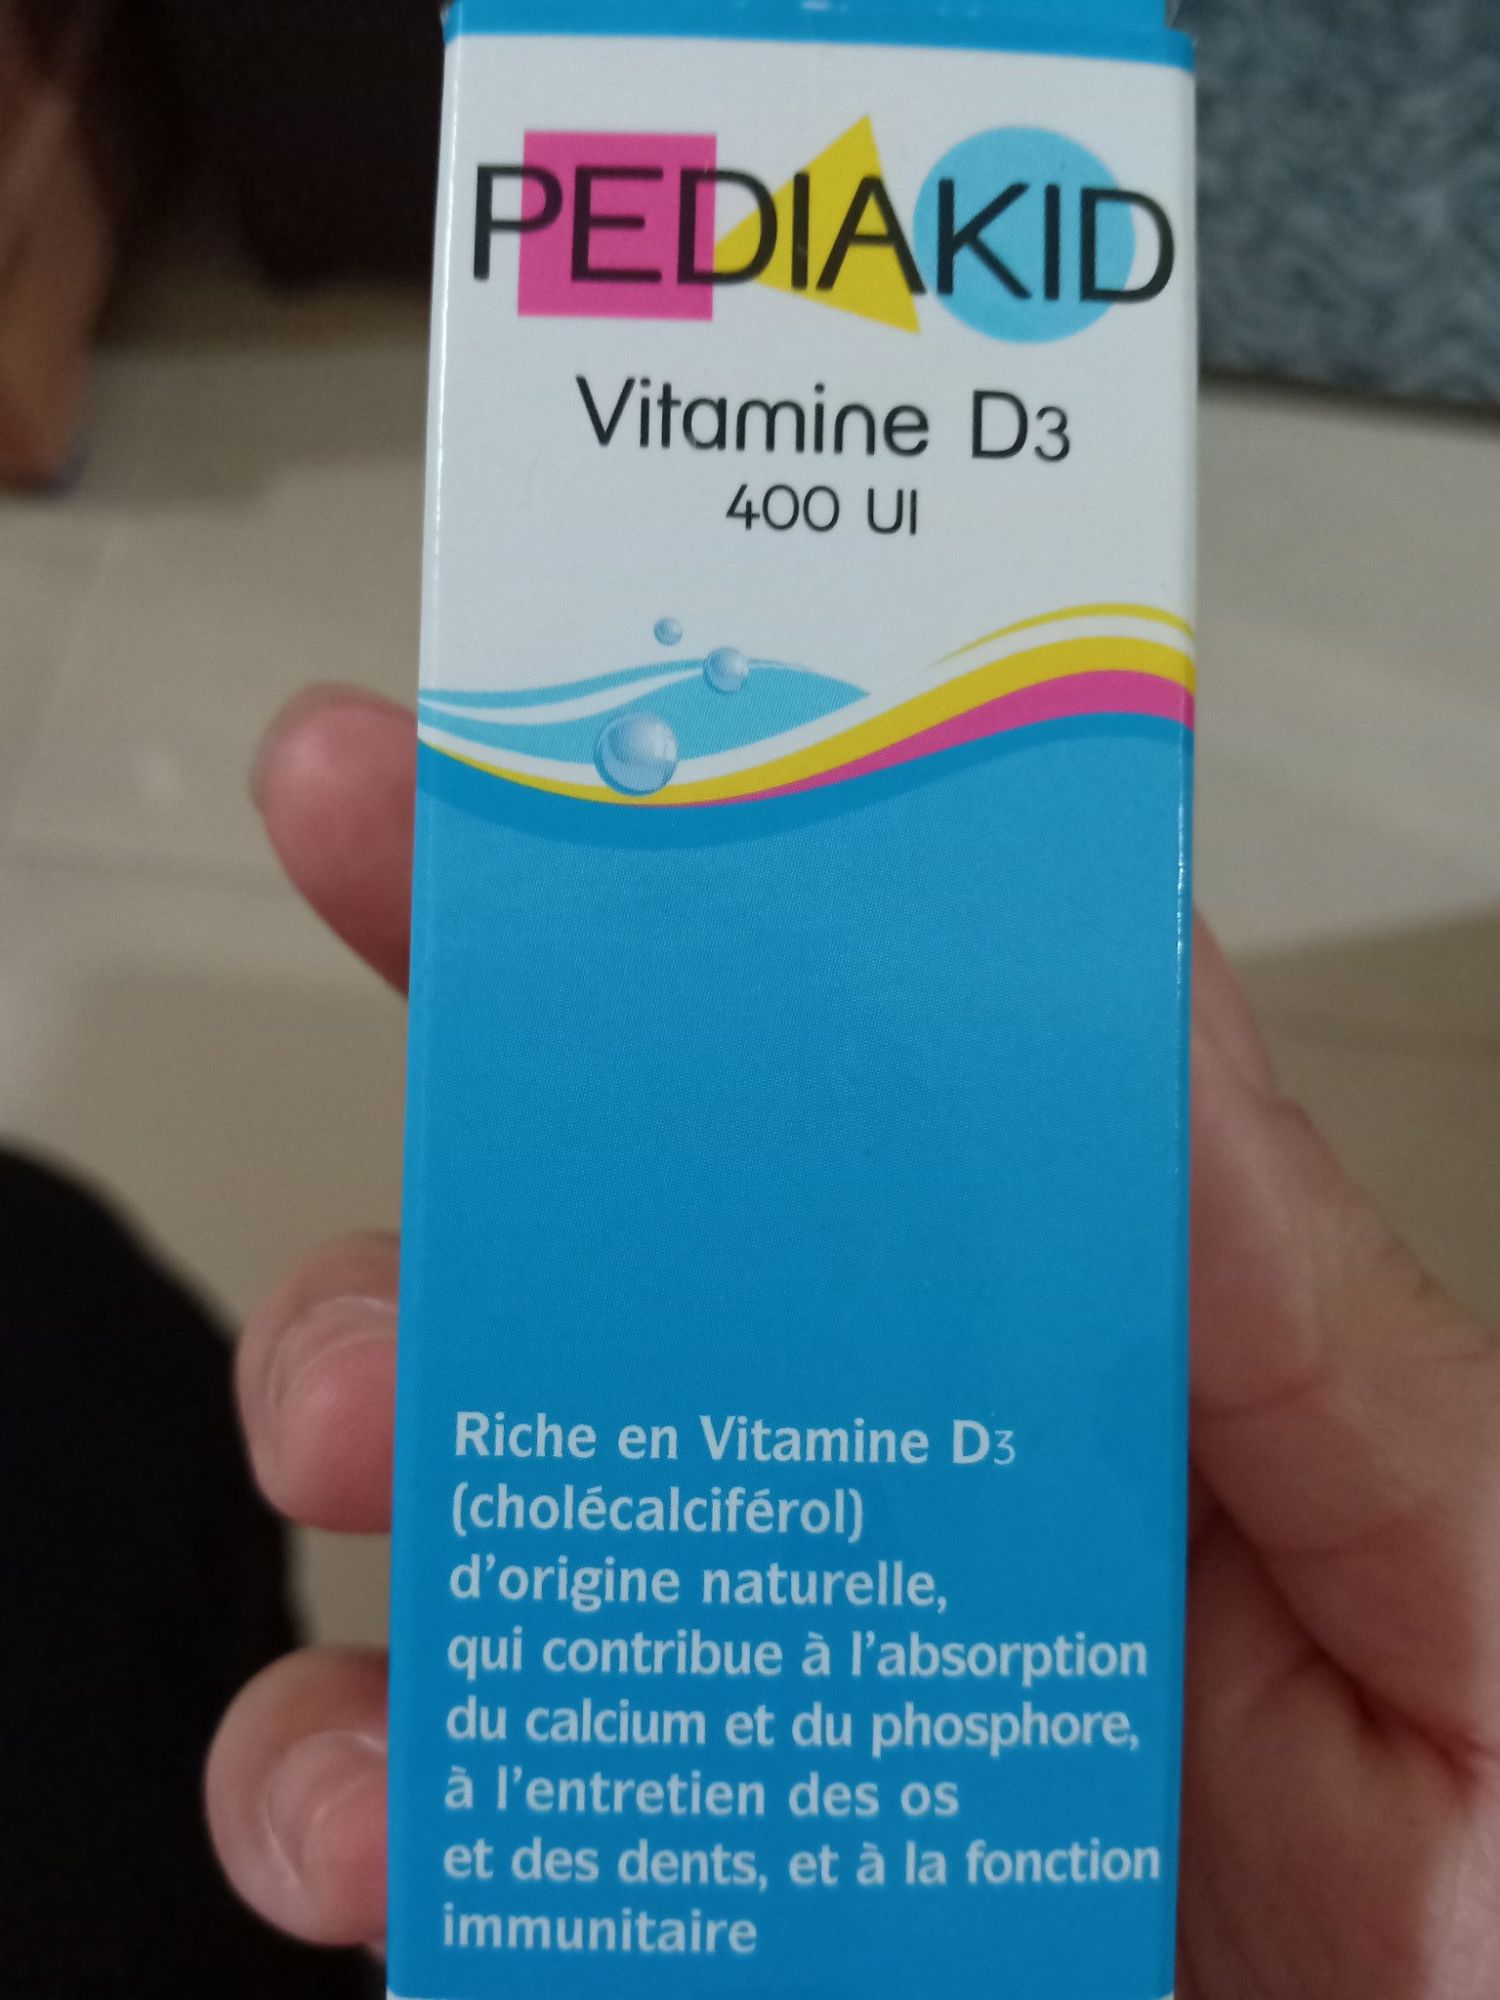 PEDIAKID
Vitamine D3
400 UI
Riche en Vitamine D3
(cholécalciférol)
d'origine naturelle,
qui contribue à l'absorption
du calcium et du phosphore,
à l'entretien des os
et des dents, et à la fonction
immunitaire